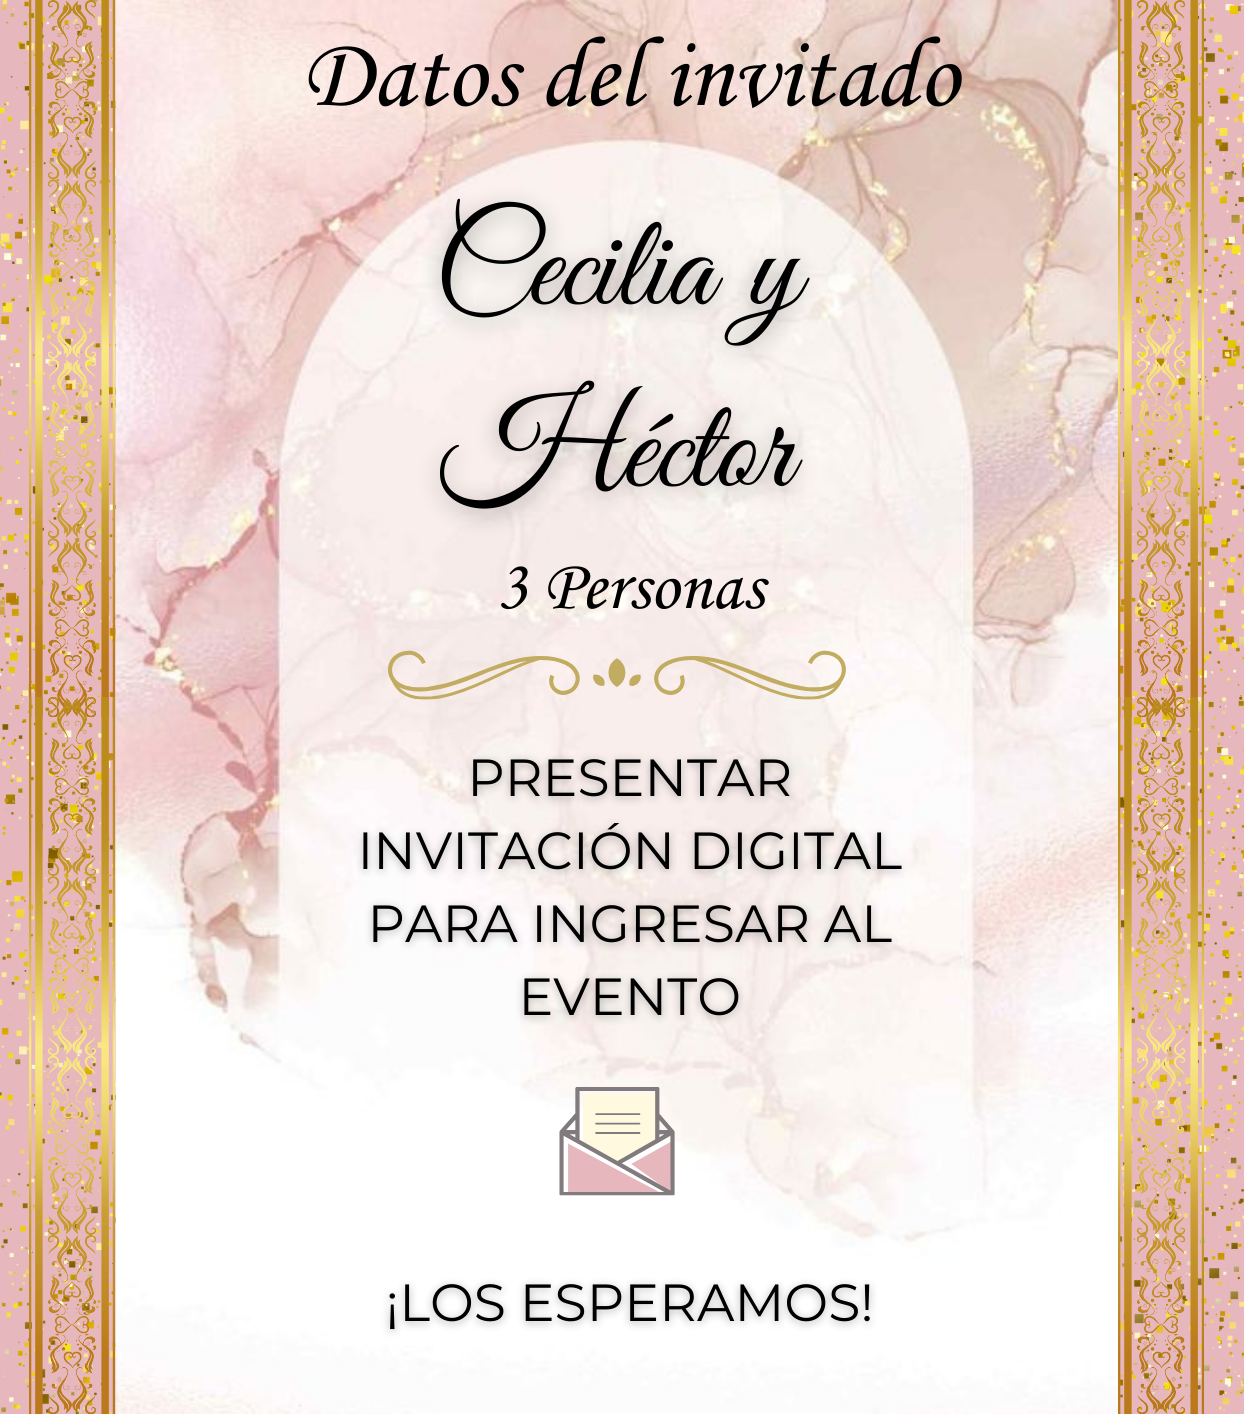 Datos del invitado
Cecilia y
Héctor
3 Personas
PRESENTAR
INVITACIÓN DIGITAL
PARA INGRESAR AL
EVENTO
¡LOS ESPERAMOS!